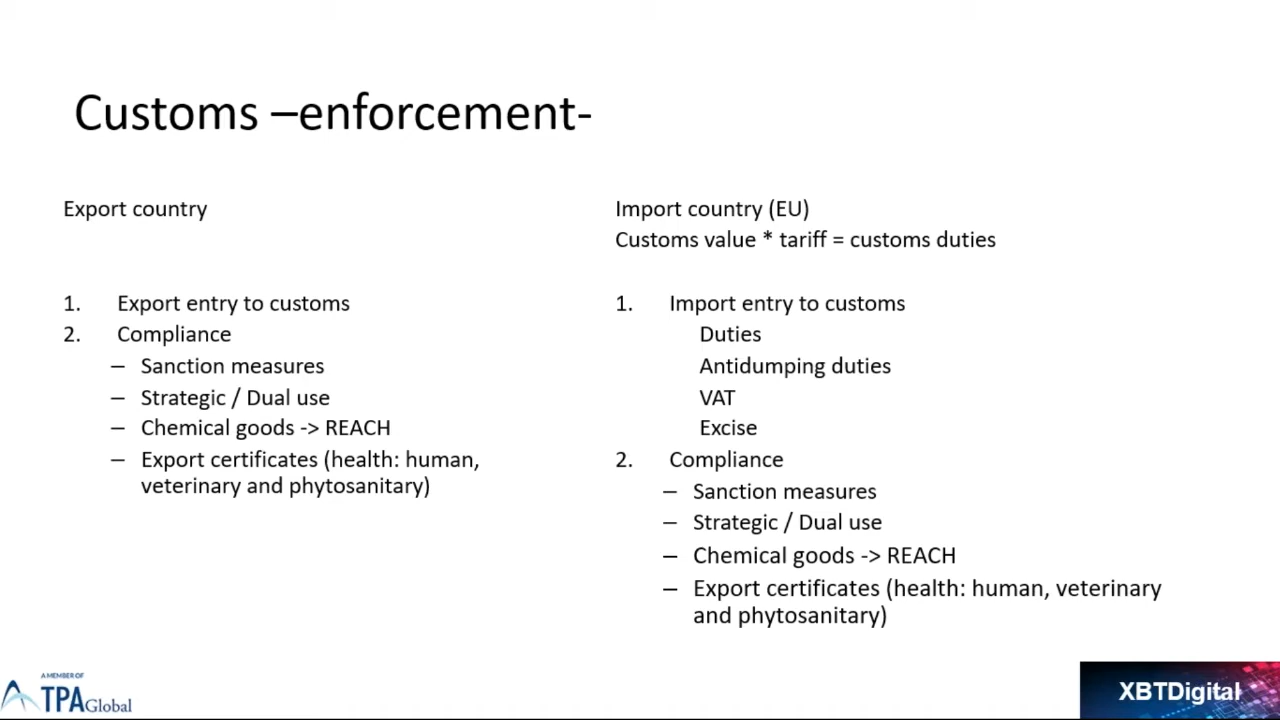 Customs –enforcement-
Export country
1. Export entry to customs
2. Compliance
– Sanction measures
– Strategic / Dual use
– Chemical goods -> REACH
– Export certificates (health: human,
veterinary and phytosanitary)
Import country (EU)
Customs value * tariff = customs duties
1. Import entry to customs
Duties
Antidumping duties
VAT
Excise
2. Compliance
– Sanction measures
– Strategic / Dual use
– Chemical goods -> REACH
– Export certificates (health: human, veterinary
and phytosanitary)
A MEMBER OF
TPAGlobal
XBTDigital